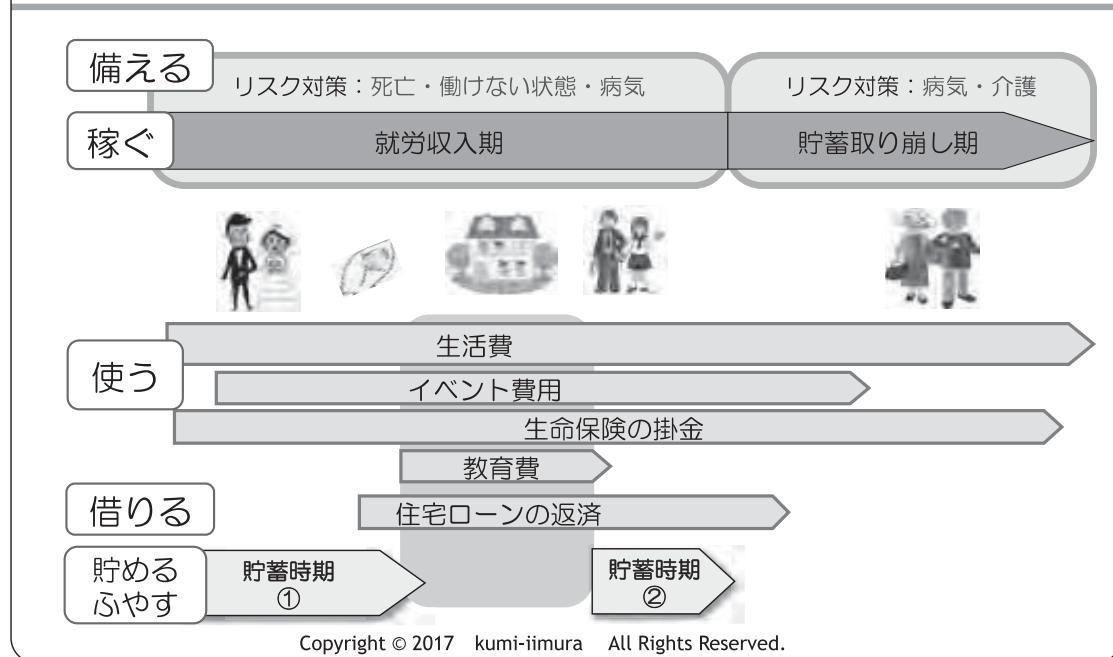 備える
リスク対策：死亡・働けない状態・病気
リスク対策：病気・介護
稼ぐ
就労収入期
貯蓄取り崩し期
使う
生活費
イベント費用
生命保険の掛金
教育費
借りる
住宅ローンの返済
貯める
ふやす
貯蓄時期
①
貯蓄時期
②
Copyright © 2017 kumi-iimura All Rights Reserved.